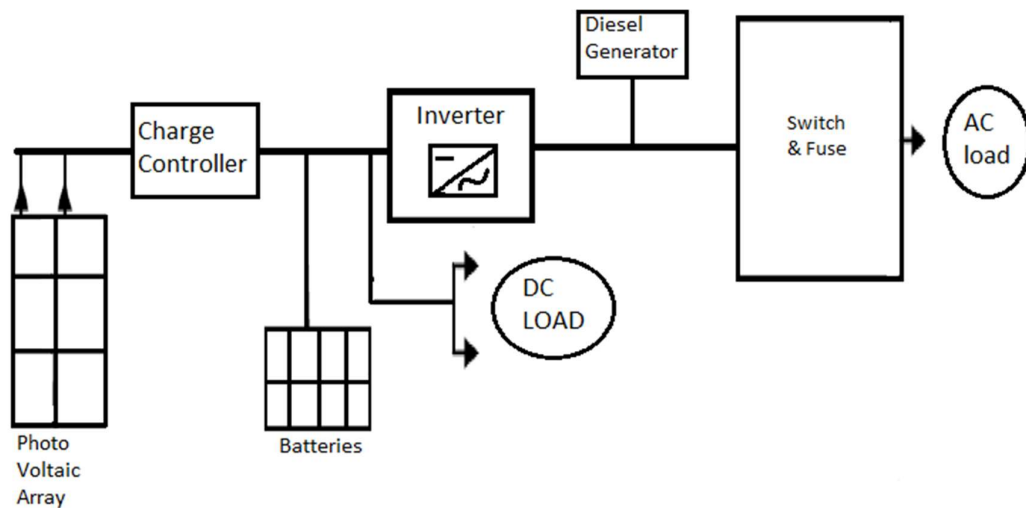 Diesel
Generator
Charge
Controller
Inverter
Switch
& Fuse
AC
load
DC
LOAD
Photo
Voltaic
Array
Batteries